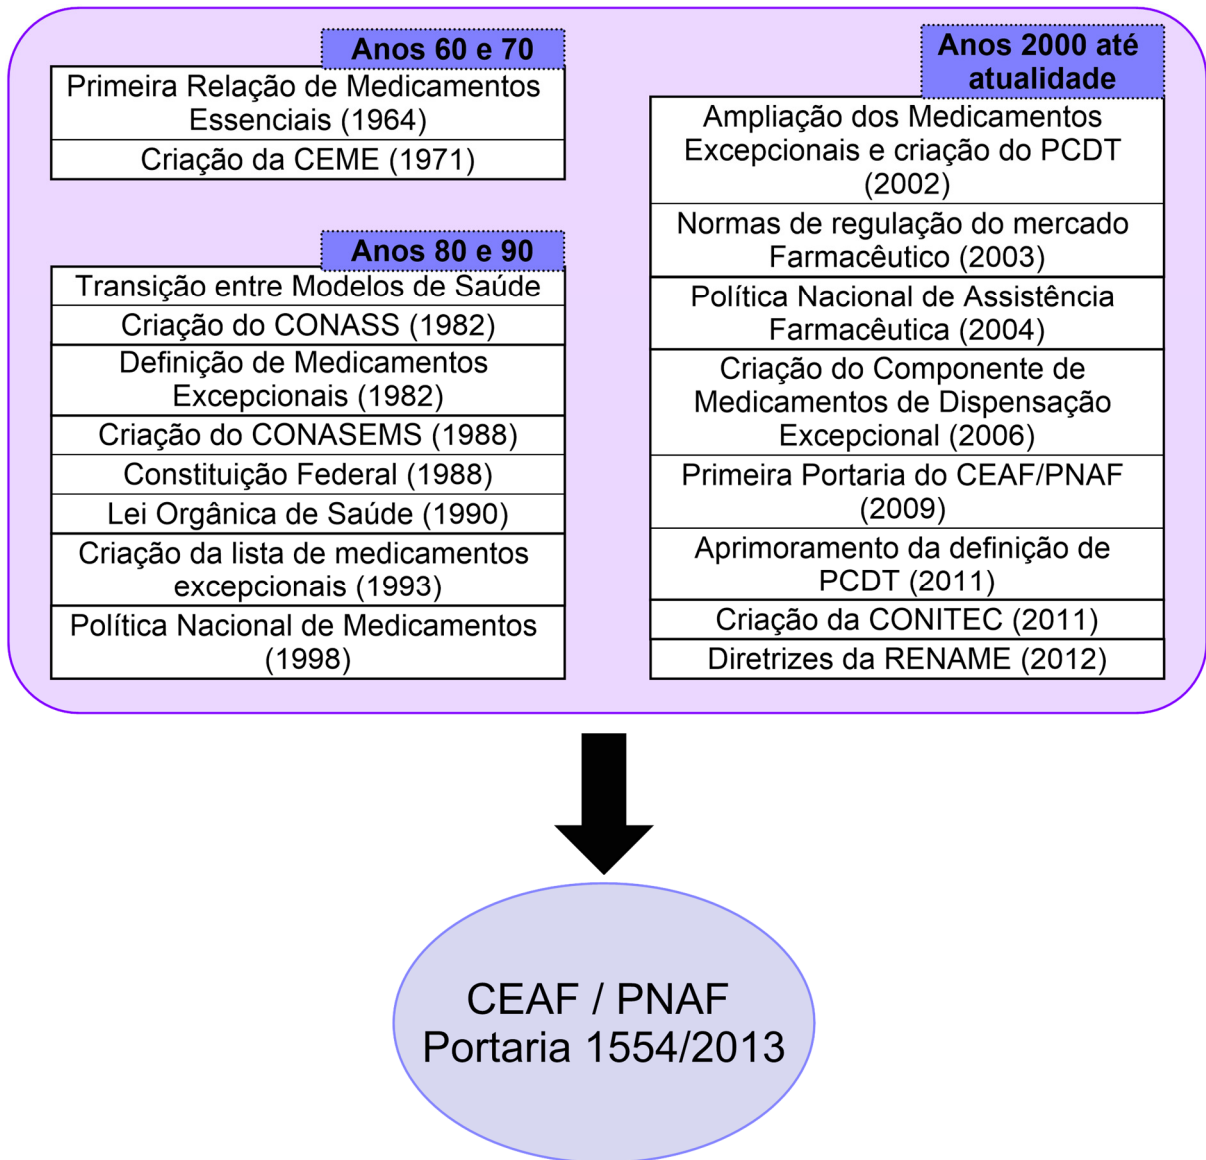 Anos 60 e 70
Primeira Relação de Medicamentos
Essenciais (1964)
Criação da CEME (1971)
Anos 80 e 90
Transição entre Modelos de Saúde
Criação do CONASS (1982)
Definição de Medicamentos
Excepcionais (1982)
Criação do CONASEMS (1988)
Constituição Federal (1988)
Lei Orgânica de Saúde (1990)
Criação da lista de medicamentos
excepcionais (1993)
Política Nacional de Medicamentos
(1998)
Anos 2000 até
atualidade
Ampliação dos Medicamentos
Excepcionais e criação do PCDT
(2002)
Normas de regulação do mercado
Farmacêutico (2003)
Política Nacional de Assistência
Farmacêutica (2004)
Criação do Componente de
Medicamentos de Dispensação
Excepcional (2006)
Primeira Portaria do CEAF/PNAF
(2009)
Aprimoramento da definição de
PCDT (2011)
Criação da CONITEC (2011)
Diretrizes da RENAME (2012)
CEAF / PNAF
Portaria 1554/2013